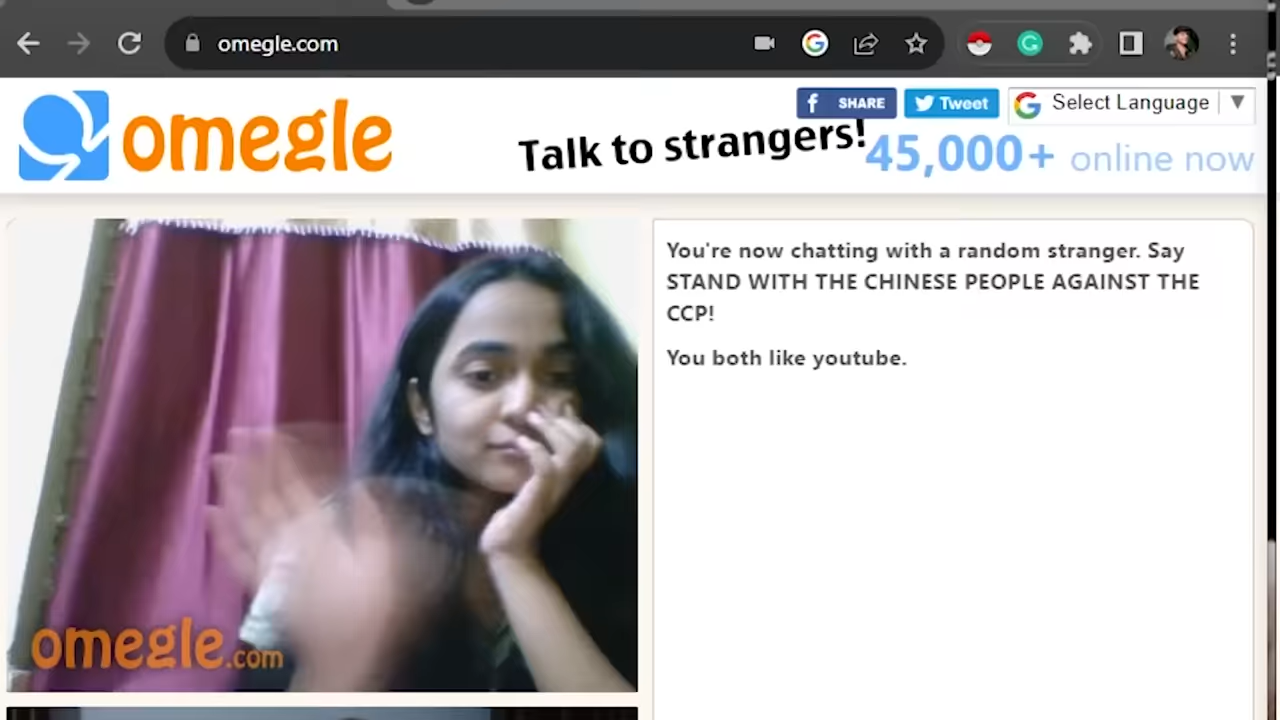 omegle.com
omegle
Talk to strangers!
f SHARE
Tweet
G Select Language
45,000+ online now
You're now chatting with a random stranger. Say
STAND WITH THE CHINESE PEOPLE AGAINST THE
CCP!
You both like youtube.
omegle.com